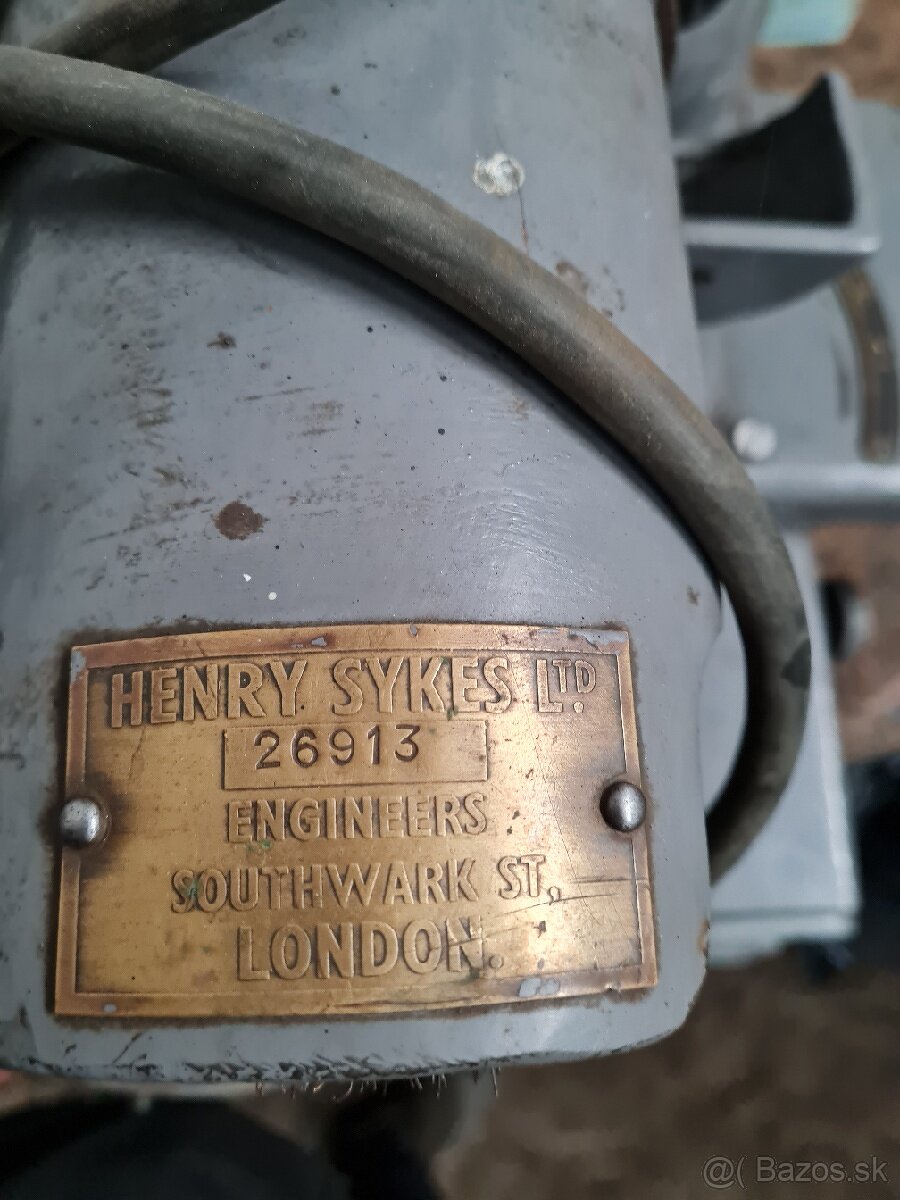 HENRY SYKES LTD.
26913
ENGINEERS
SOUTHWARK ST,
LONDON.
@( Bazos.sk